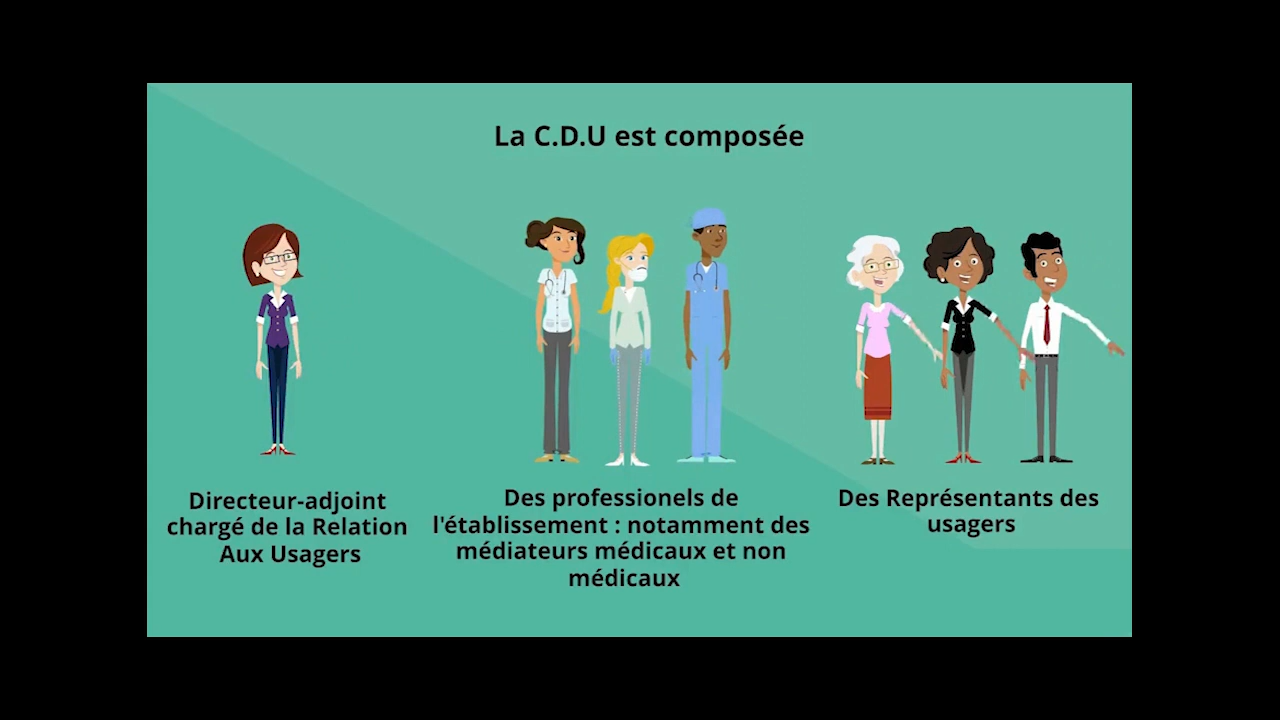 La C.D.U est composée
Directeur-adjoint
chargé de la Relation
Aux Usagers
Des professionels de
l'établissement : notamment des
médiateurs médicaux et non
médicaux
Des Représentants des
usagers